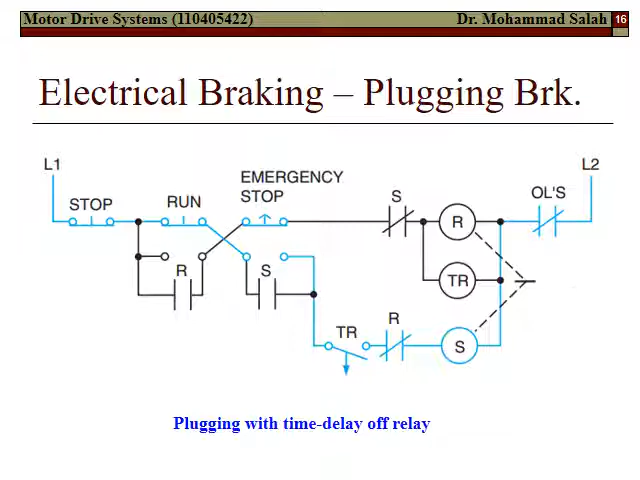 Motor Drive Systems (110405422) Dr. Mohammad Salah 16
Electrical Braking – Plugging Brk.
L1 L2
EMERGENCY
STOP
STOP RUN S OL'S
R
R S TR
TR R
S
Plugging with time-delay off relay